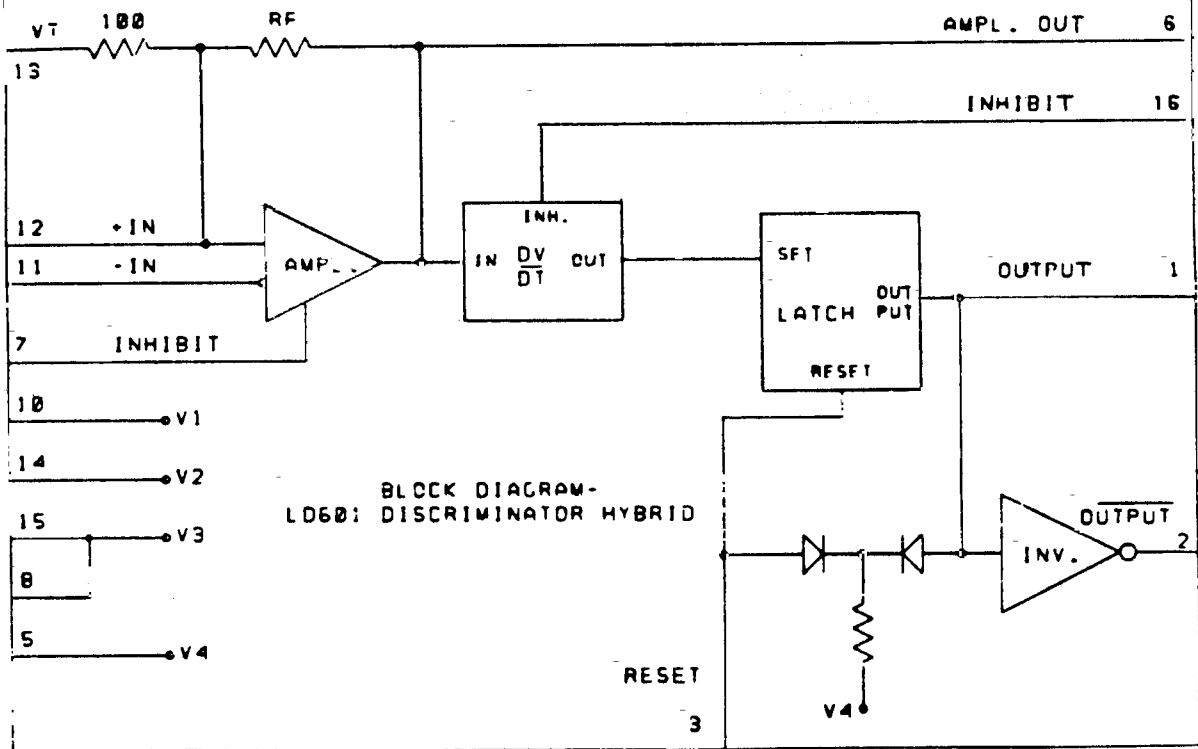 VT 100 RF AMPL. OUT 6
13
INHIBIT 16
12 +IN
INH.
11 -IN
AMP.
IN DV OUT
DT
SET
OUTPUT 1
OUT
LATCH PUT
7 INHIBIT
RESET
10 V1
14 V2
BLOCK DIAGRAM-
LD601 DISCRIMINATOR HYBRID
15 V3
OUTPUT
2
INV.
8
5 V4
RESET
V4
3